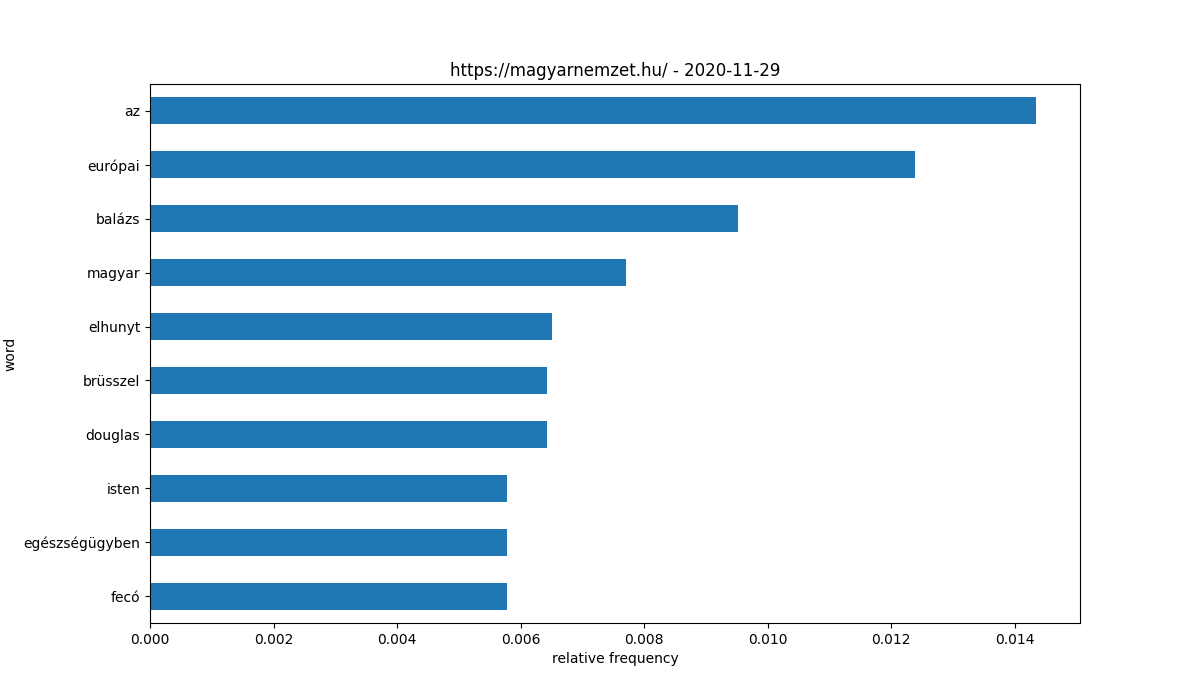 https://magyarnemzet.hu/ - 2020-11-29
az
európai
balázs
magyar
elhunyt
brüsszel
douglas
isten
egészségügyben
fecó
word
0.000 0.002 0.004 0.006 0.008 0.010 0.012 0.014
relative frequency